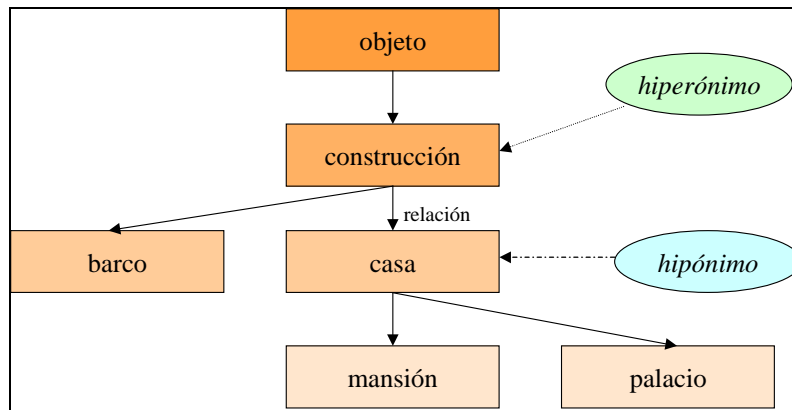 objeto
hiperónimo
construcción
relación
barco
casa
hipónimo
mansión
palacio